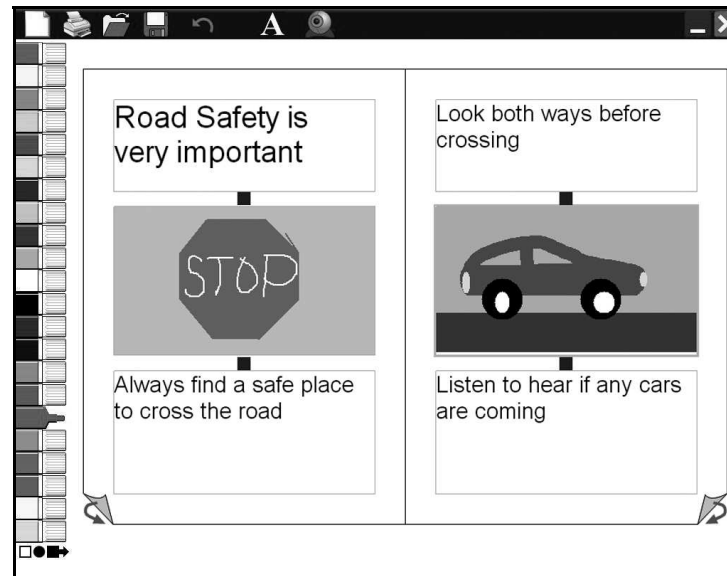 A
Road Safety is
very important
STOP
Always find a safe place
to cross the road
Look both ways before
crossing
Listen to hear if any cars
are coming